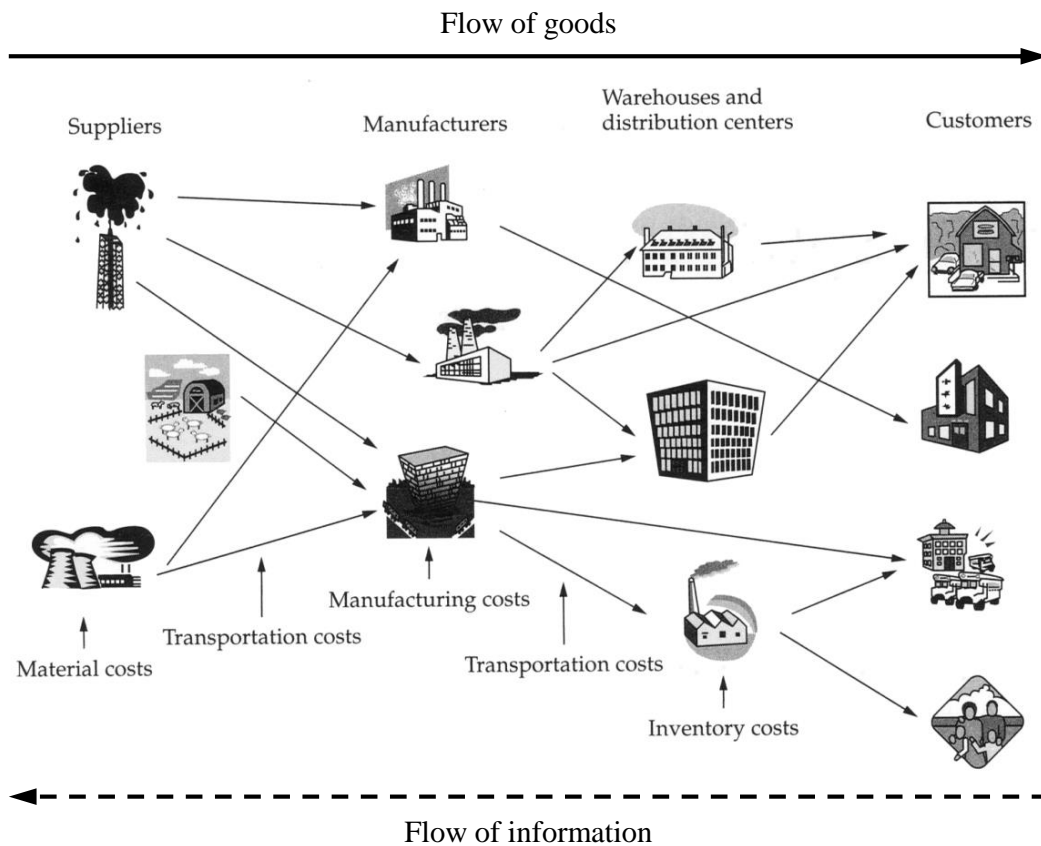 Flow of goods
Suppliers
Manufacturers
Warehouses and
distribution centers
Customers
Material costs
Transportation costs
Manufacturing costs
Transportation costs
Inventory costs
Flow of information